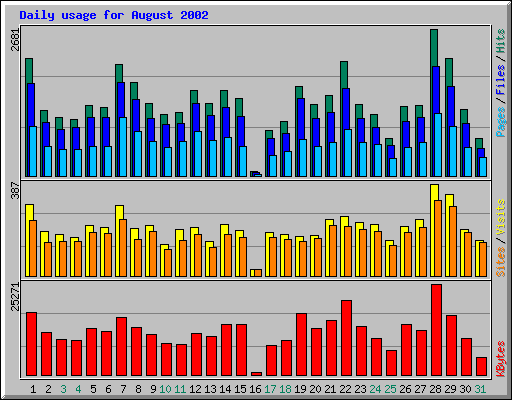 Daily usage for August 2002
2681
Pages / Files / Hits
387
Sites / Visits
25271
KBytes
1 2 3 4 5 6 7 8 9 10 11 12 13 14 15 16 17 18 19 20 21 22 23 24 25 26 27 28 29 30 31